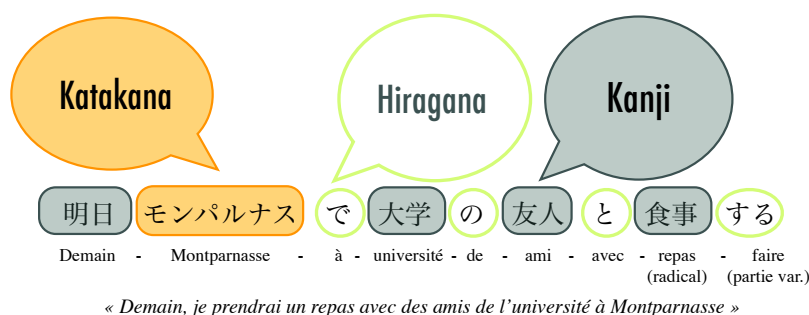 Katakana
Hiragana
Kanji
明日 モンパルナス で 大学 の 友人 と 食事 する
Demain - Montparnasse - à - université - de - ami - avec - repas - faire
(radical) (partie var.)
« Demain, je prendrai un repas avec des amis de l’université à Montparnasse »